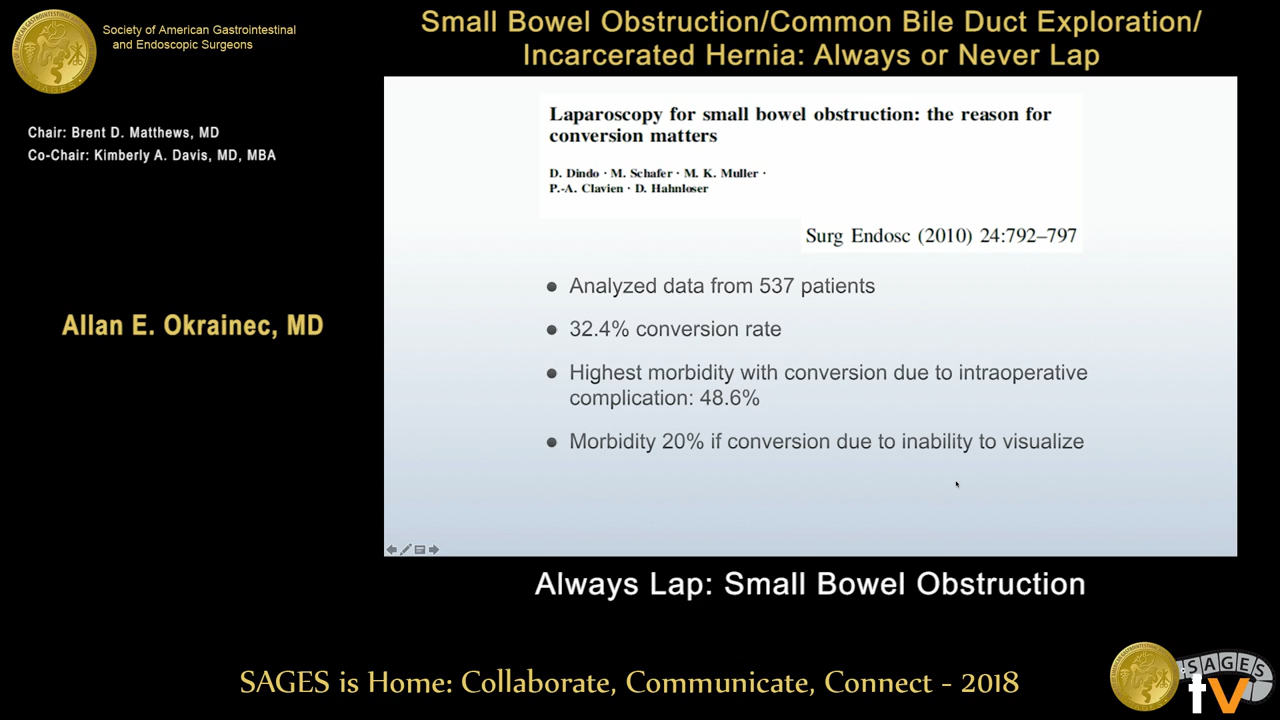 Society of American Gastrointestinal
and Endoscopic Surgeons
Small Bowel Obstruction/Common Bile Duct Exploration/
Incarcerated Hernia: Always or Never Lap
Chair: Brent D. Matthews, MD
Co-Chair: Kimberly A. Davis, MD, MBA
Allan E. Okrainec, MD
Laparoscopy for small bowel obstruction: the reason for
conversion matters
D. Dindo · M. Schafer · M. K. Muller ·
P.-A. Clavien · D. Hahnloser
Surg Endosc (2010) 24:792–797
● Analyzed data from 537 patients
● 32.4% conversion rate
● Highest morbidity with conversion due to intraoperative
complication: 48.6%
● Morbidity 20% if conversion due to inability to visualize
Always Lap: Small Bowel Obstruction
SAGES is Home: Collaborate, Communicate, Connect - 2018
SAGES
tv